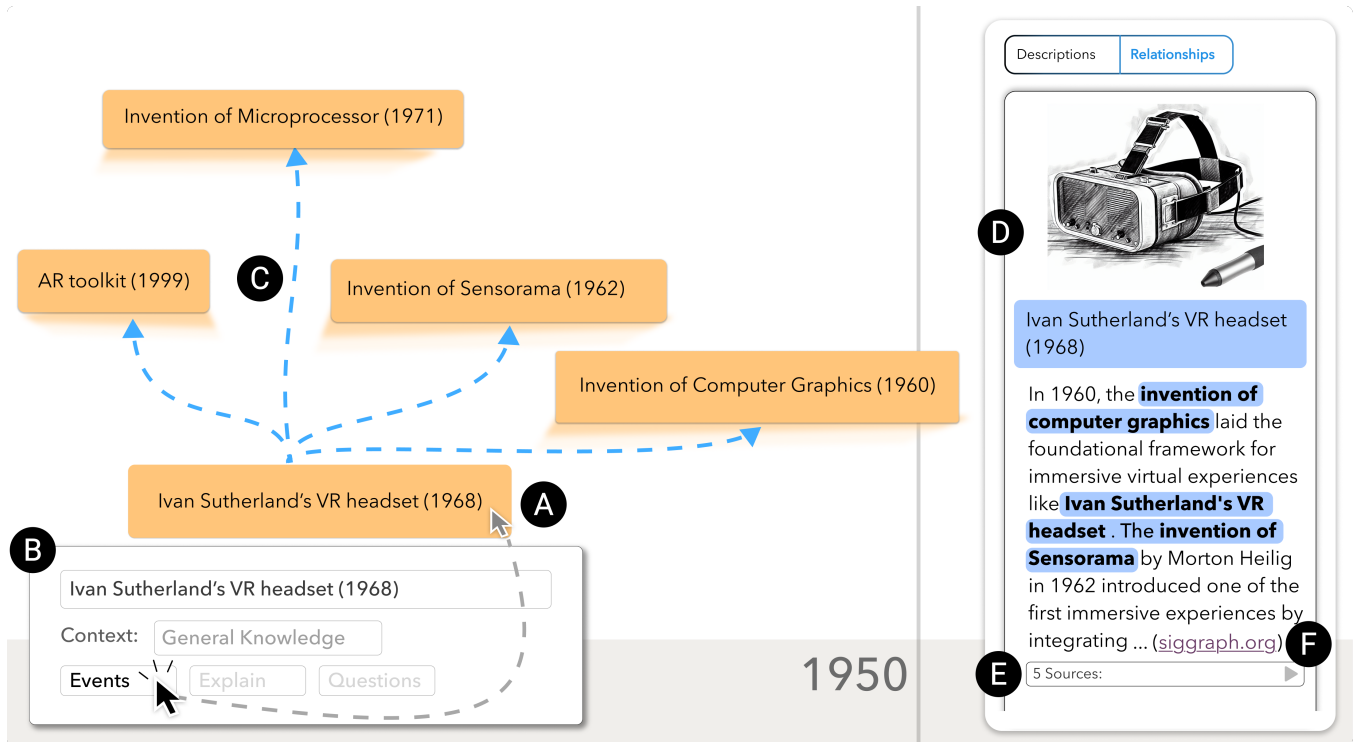 Invention of Microprocessor (1971)
AR toolkit (1999)
C
Invention of Sensorama (1962)
Invention of Computer Graphics (1960)
Ivan Sutherland’s VR headset (1968)
A
B
Ivan Sutherland’s VR headset (1968)
Context: General Knowledge
Events Explain Questions
1950
Descriptions Relationships
D
Ivan Sutherland’s VR headset
(1968)
In 1960, the invention of
computer graphics laid the
foundational framework for
immersive virtual experiences
like Ivan Sutherland's VR
headset . The invention of
Sensorama by Morton Heilig
in 1962 introduced one of the
first immersive experiences by
integrating ... (siggraph.org)
F
E
5 Sources: